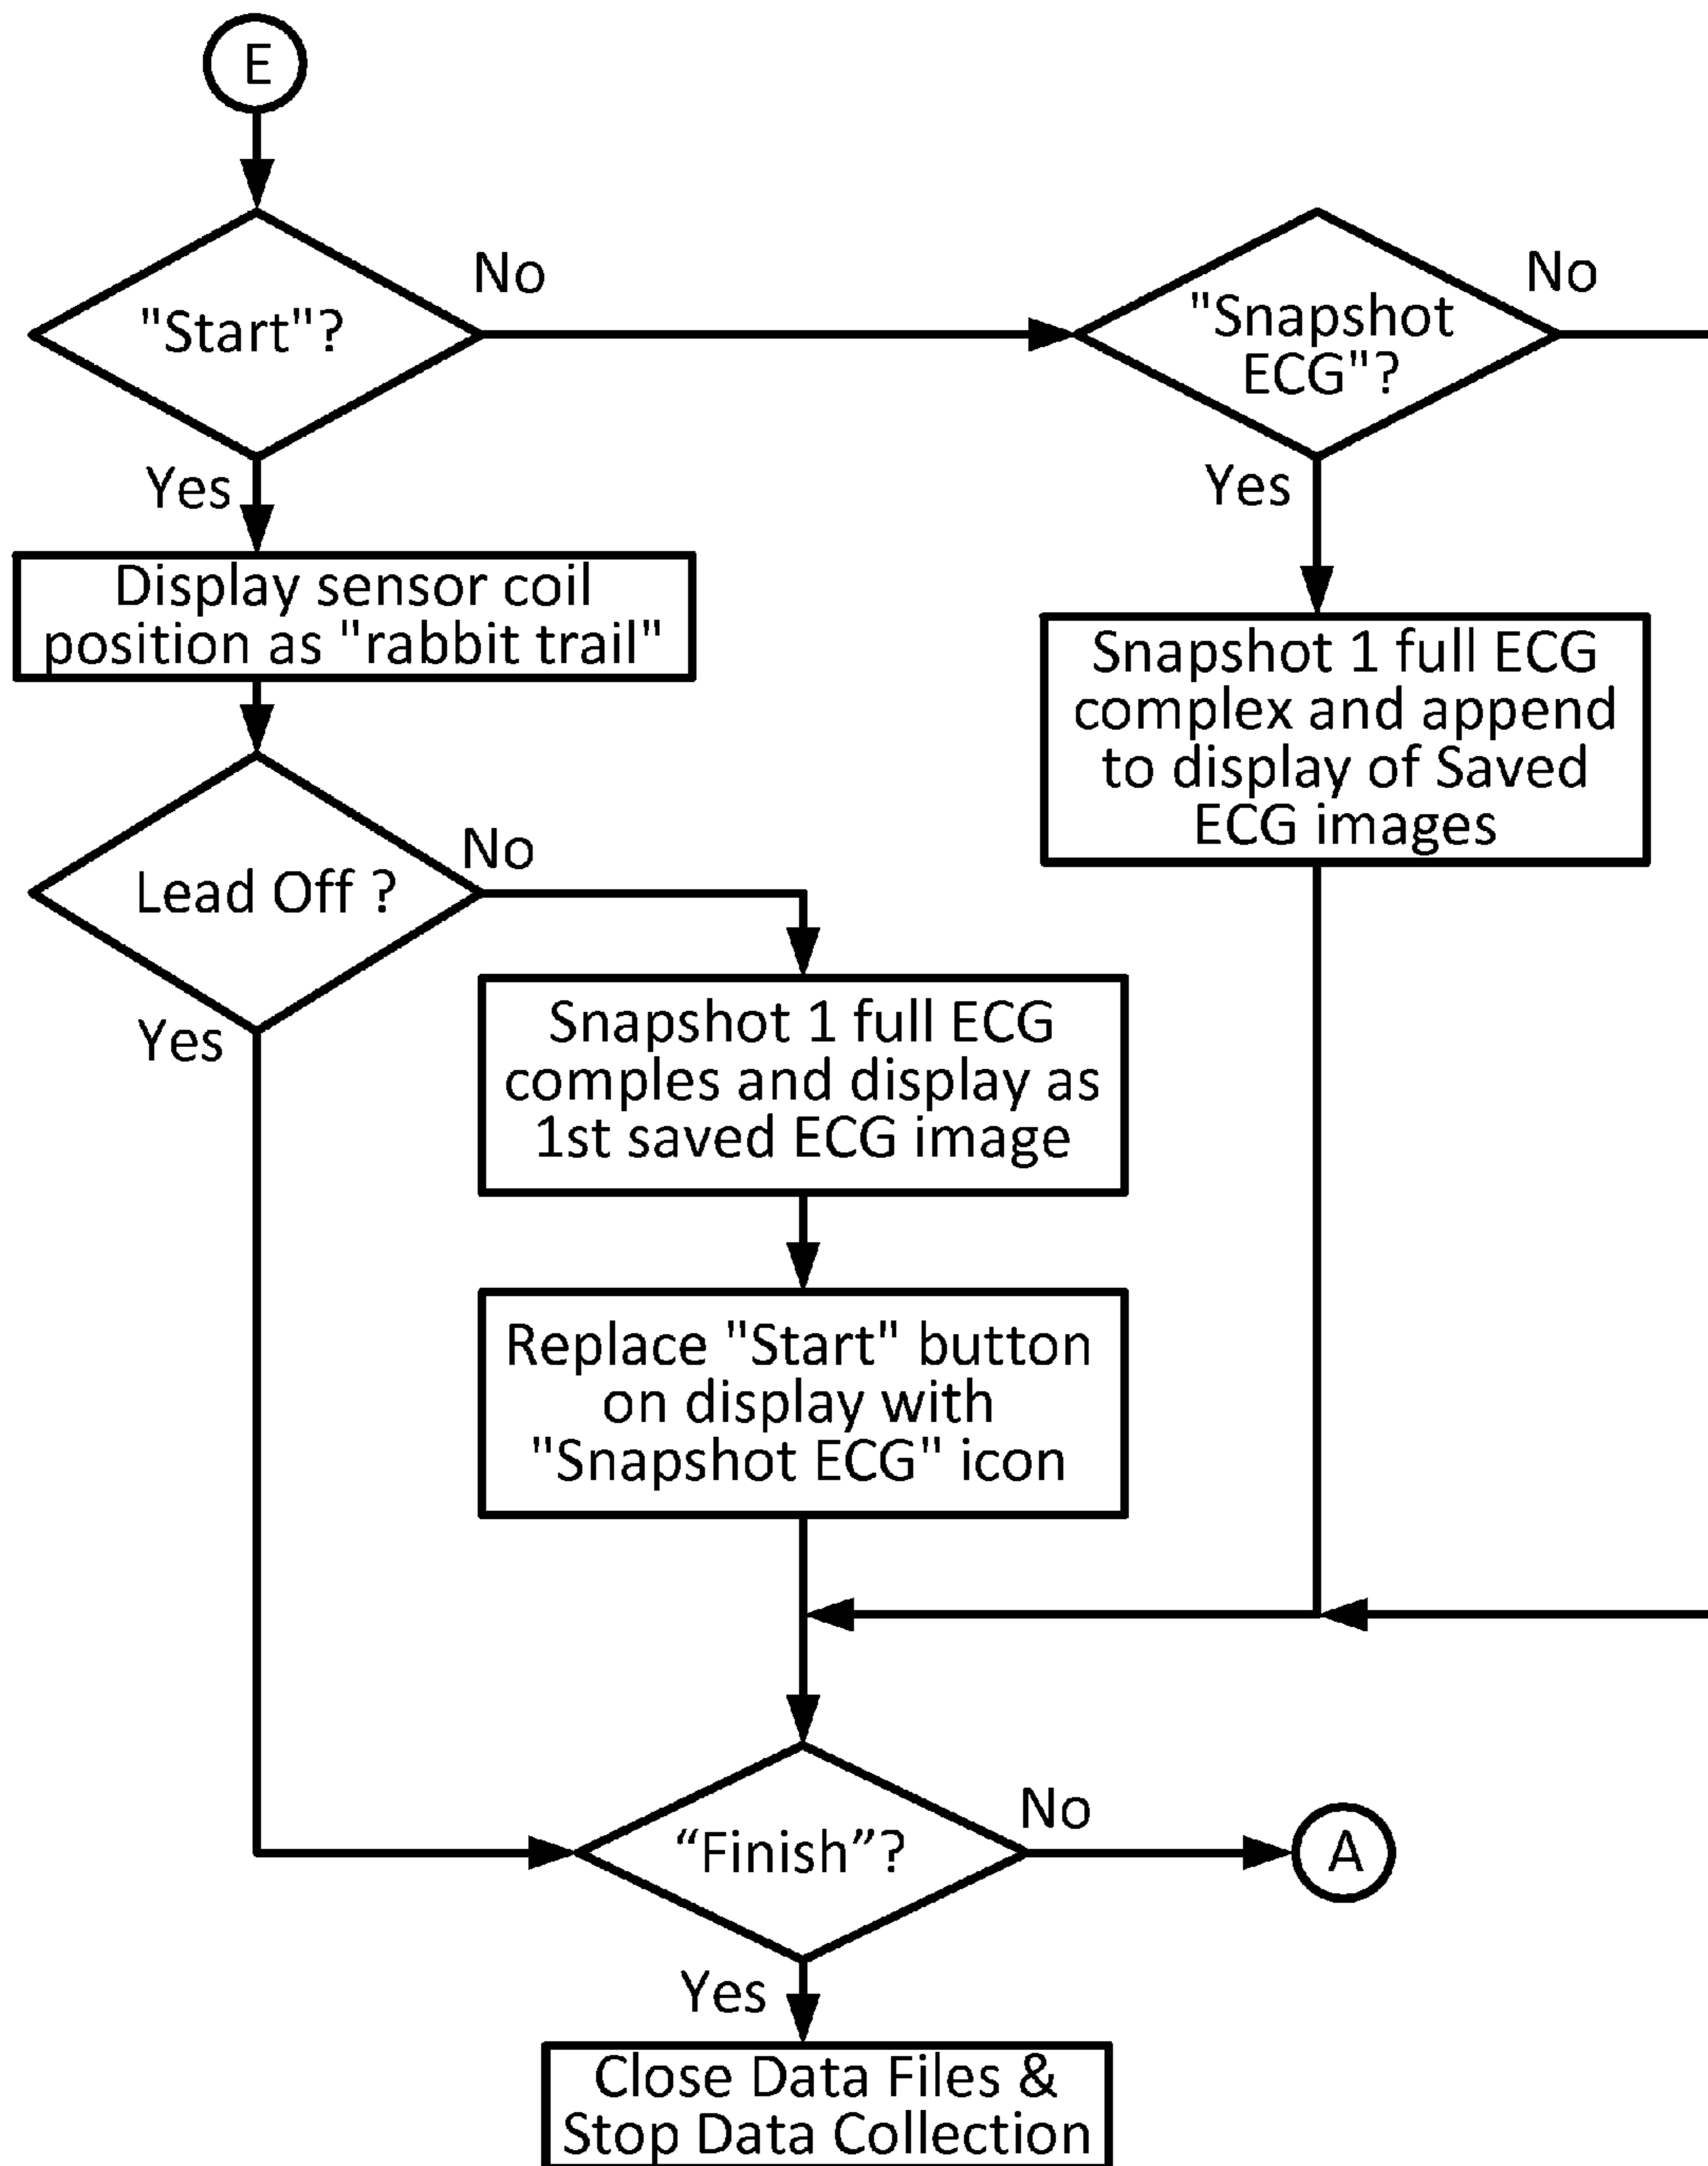 E
"Start"?
No
Yes
"Snapshot
ECG"?
No
Yes
Display sensor coil
position as "rabbit trail"
Snapshot 1 full ECG
complex and append
to display of Saved
ECG images
Lead Off ?
No
Yes
Snapshot 1 full ECG
comples and display as
1st saved ECG image
Replace "Start" button
on display with
"Snapshot ECG" icon
“Finish”?
No
A
Yes
Close Data Files &
Stop Data Collection